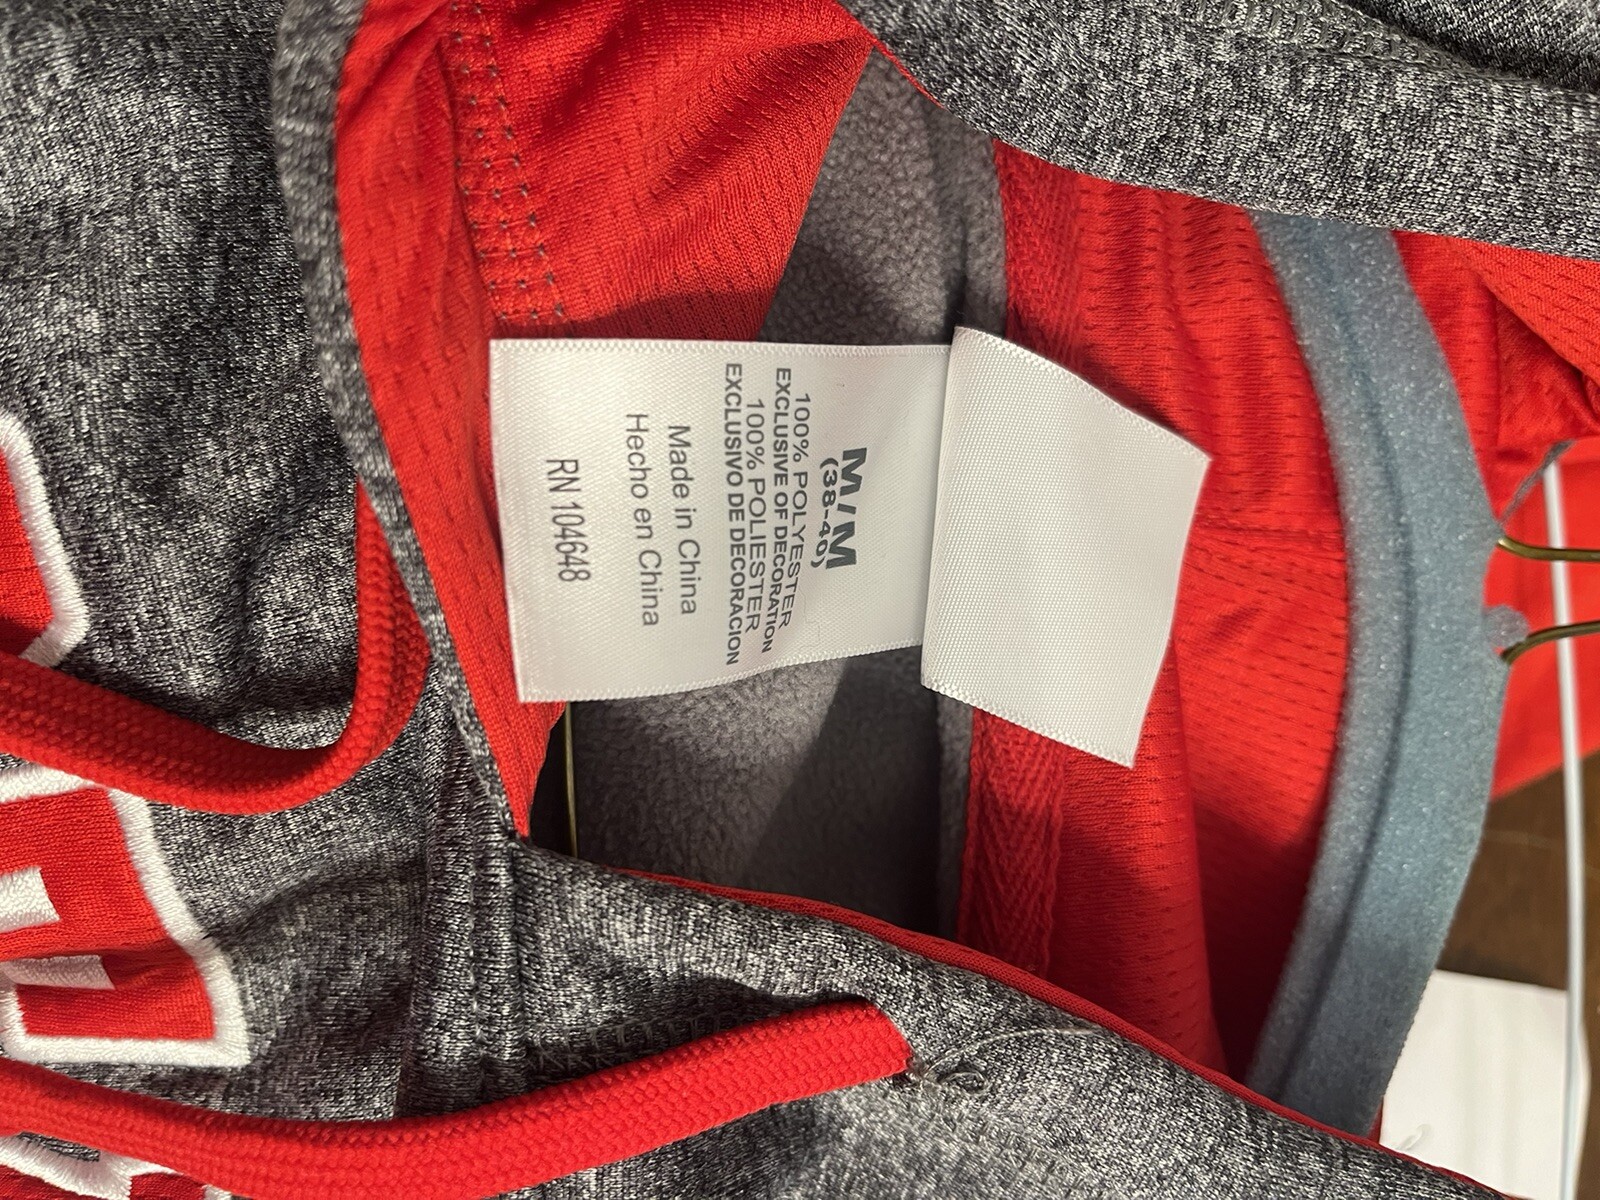 M/M
(38-40)
100% POLYESTER
EXCLUSIVE OF DECORATION
100% POLIESTER
EXCLUSIVO DE DECORACION
Made in China
Hecho en China
RN 104648